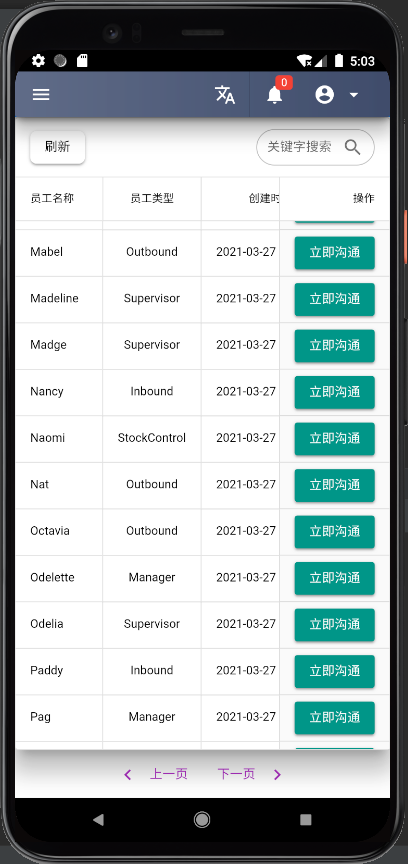 5:03
0
刷新
关键字搜索
员工名称 员工类型 创建时 操作
Mabel Outbound 2021-03-27 立即沟通
Madeline Supervisor 2021-03-27 立即沟通
Madge Supervisor 2021-03-27 立即沟通
Nancy Inbound 2021-03-27 立即沟通
Naomi StockControl 2021-03-27 立即沟通
Nat Outbound 2021-03-27 立即沟通
Octavia Outbound 2021-03-27 立即沟通
Odelette Manager 2021-03-27 立即沟通
Odelia Supervisor 2021-03-27 立即沟通
Paddy Inbound 2021-03-27 立即沟通
Pag Manager 2021-03-27 立即沟通
上一页 下一页